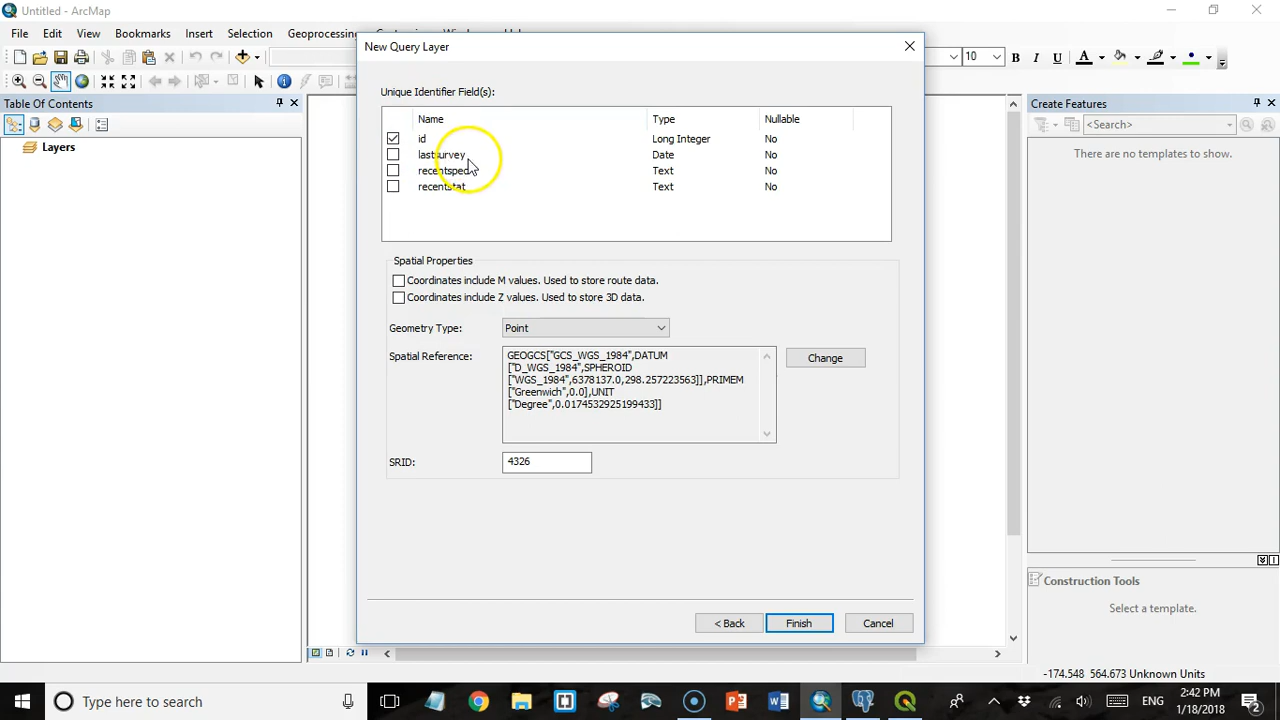 Untitled - ArcMap
File Edit View Bookmarks Insert Selection Geoprocessing
10 B I U A
New Query Layer
Table Of Contents
Layers
Unique Identifier Field(s):
Name Type Nullable
id Long Integer No
lastsurvey Date No
recentsped Text No
recentstat Text No
Spatial Properties
Coordinates include M values. Used to store route data.
Coordinates include Z values. Used to store 3D data.
Geometry Type: Point
Spatial Reference:
GEOGCS["GCS_WGS_1984",DATUM
["D_WGS_1984",SPHEROID
["WGS_1984",6378137.0,298.257223563]],PRIMEM
["Greenwich",0.0],UNIT
["Degree",0.0174532925199433]]
Change
SRID: 4326
< Back Finish Cancel
Create Features
<Search>
There are no templates to show.
Construction Tools
Select a template.
-174.548 564.673 Unknown Units
Type here to search
ENG
2:42 PM
1/18/2018
2